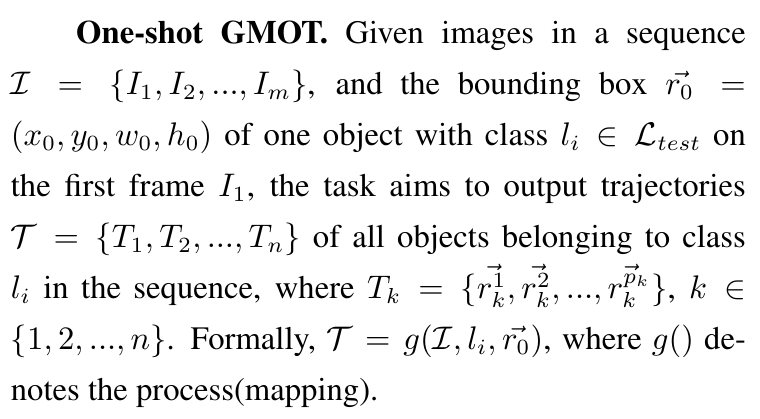 One-shot GMOT. Given images in a sequence
$\mathcal{I} = \{I_1, I_2, ..., I_m\}$, and the bounding box $\vec{r_0} =$
$(x_0, y_0, w_0, h_0)$ of one object with class $l_i \in \mathcal{L}_{test}$ on
the first frame $I_1$, the task aims to output trajectories
$\mathcal{T} = \{T_1, T_2, ..., T_n\}$ of all objects belonging to class
$l_i$ in the sequence, where $T_k = \{\vec{r_k^1}, \vec{r_k^2}, ..., \vec{r_k^{p_k}}\}$, $k \in$
$\{1, 2, ..., n\}$. Formally, $\mathcal{T} = g(\mathcal{I}, l_i, \vec{r_0})$, where $g()$ de-
notes the process(mapping).